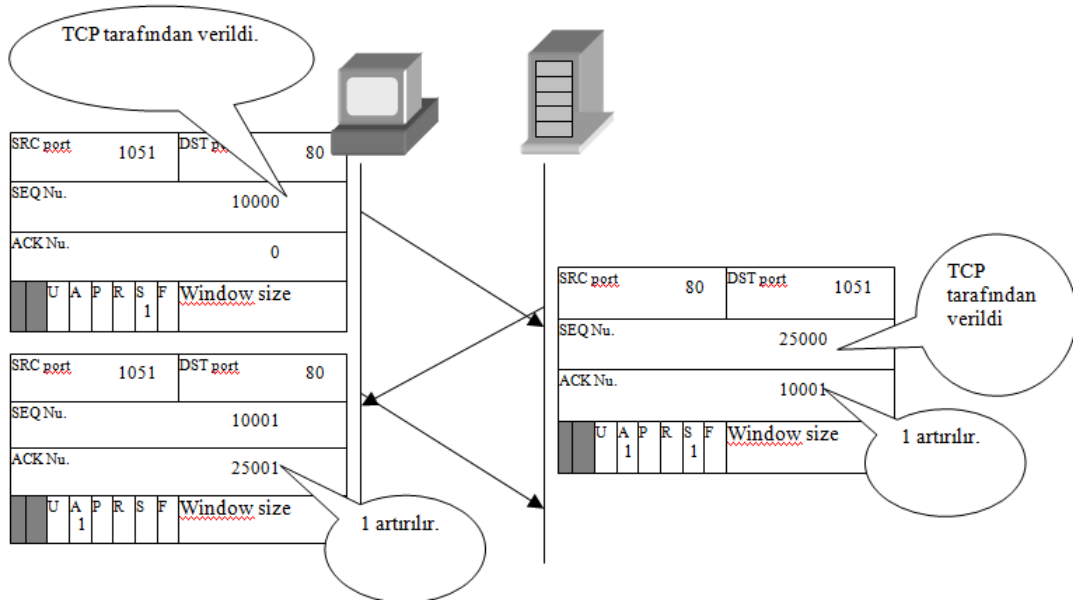 TCP tarafından verildi.
SRC port 1051 DST port 80
SEQ Nu. 10000
ACK Nu. 0
U A P R S F Window size
1
SRC port 1051 DST port 80
SEQ Nu. 10001
ACK Nu. 25001
U A P R S F Window size
1
1 artırılır.
SRC port 80 DST port 1051
SEQ Nu. 25000
ACK Nu. 10001
U A P R S F Window size
1 1
TCP
tarafından
verildi
1 artırılır.